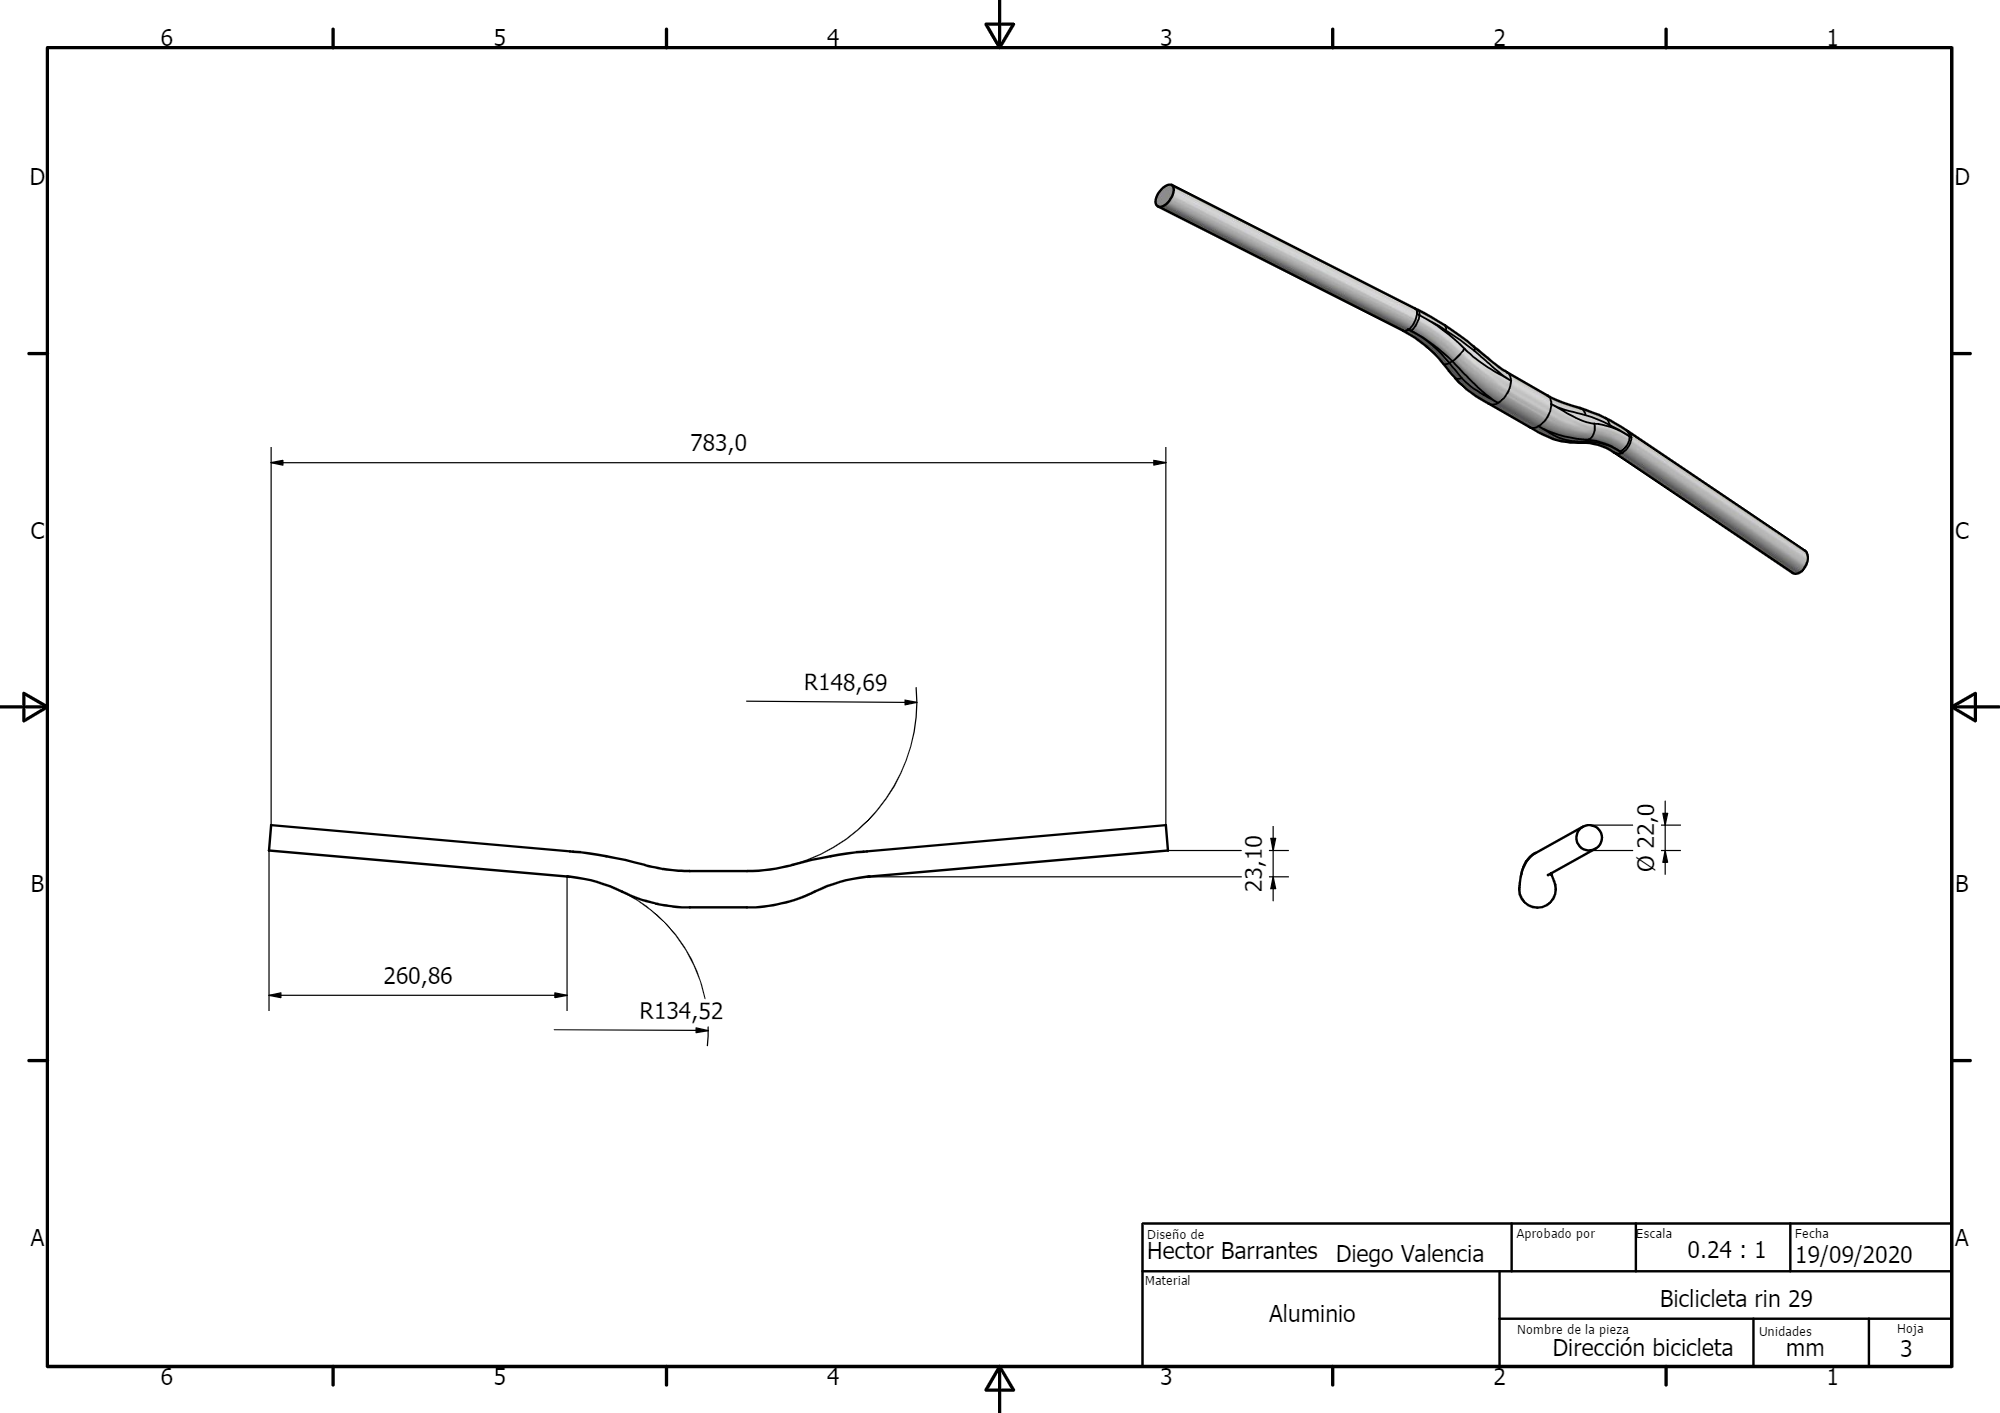 6 5 4 3 2 1
D D
783,0
C C
R148,69
23,10
Ø 22,0
B B
260,86
R134,52
A A
Diseño de
Hector Barrantes Diego Valencia
Aprobado por
Escala
0.24 : 1
Fecha
19/09/2020
Material
Aluminio
Biclicleta rin 29
Nombre de la pieza
Dirección bicicleta
Unidades
mm
Hoja
3
6 5 4 3 2 1